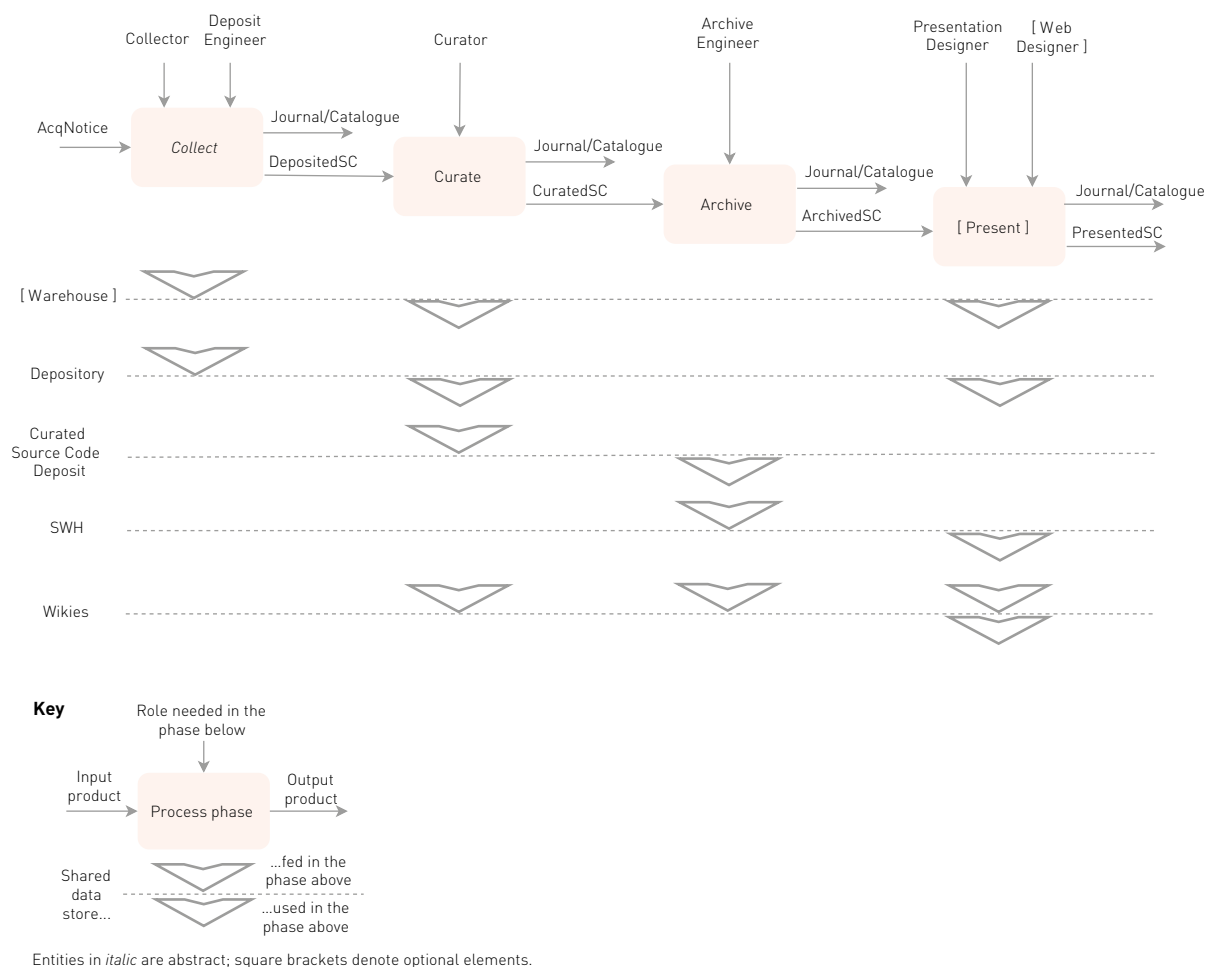 Collector
Deposit
Engineer
Curator
Archive
Engineer
Presentation
Designer
[ Web
Designer ]
AcqNotice
Collect
Journal/Catalogue
DepositedSC
Curate
Journal/Catalogue
CuratedSC
Archive
Journal/Catalogue
ArchivedSC
[ Present ]
Journal/Catalogue
PresentedSC
[ Warehouse ]
Depository
Curated
Source Code
Deposit
SWH
Wikies
Key
Role needed in the
phase below
Input
product
Process phase
Output
product
Shared
data
store...
...fed in the
phase above
...used in the
phase above
Entities in italic are abstract; square brackets denote optional elements.